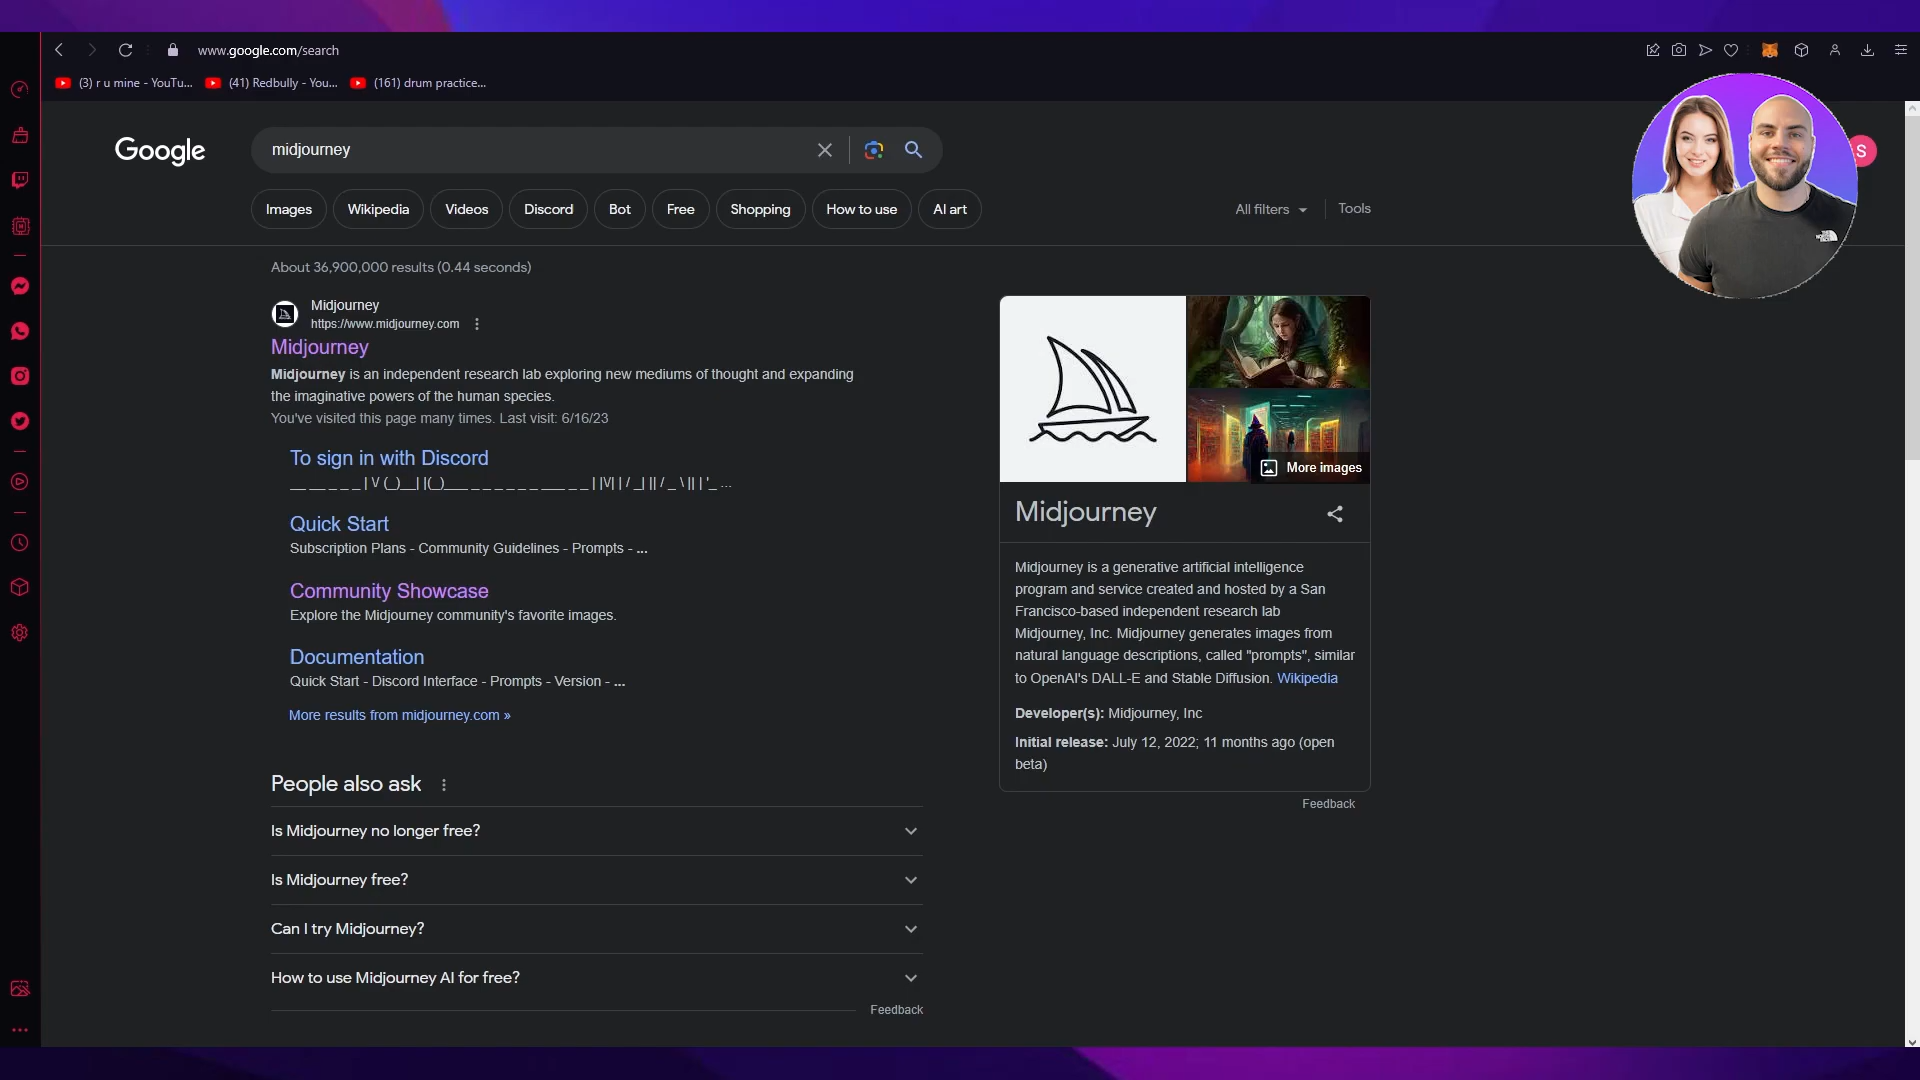 www.google.com/search
(3) r u mine - YouTu...
(41) Redbully - You...
(161) drum practice...
Google
midjourney
S
Images
Wikipedia
Videos
Discord
Bot
Free
Shopping
How to use
AI art
All filters
Tools
About 36,900,000 results (0.44 seconds)
Midjourney
https://www.midjourney.com
Midjourney
Midjourney is an independent research lab exploring new mediums of thought and expanding
the imaginative powers of the human species.
You've visited this page many times. Last visit: 6/16/23
To sign in with Discord
Quick Start
Subscription Plans - Community Guidelines - Prompts - ...
Community Showcase
Explore the Midjourney community's favorite images.
Documentation
Quick Start - Discord Interface - Prompts - Version - ...
More results from midjourney.com »
People also ask
Is Midjourney no longer free?
Is Midjourney free?
Can I try Midjourney?
How to use Midjourney AI for free?
Feedback
More images
Midjourney
Midjourney is a generative artificial intelligence
program and service created and hosted by a San
Francisco-based independent research lab
Midjourney, Inc. Midjourney generates images from
natural language descriptions, called "prompts", similar
to OpenAI's DALL-E and Stable Diffusion. Wikipedia
Developer(s): Midjourney, Inc
Initial release: July 12, 2022; 11 months ago (open
beta)
Feedback